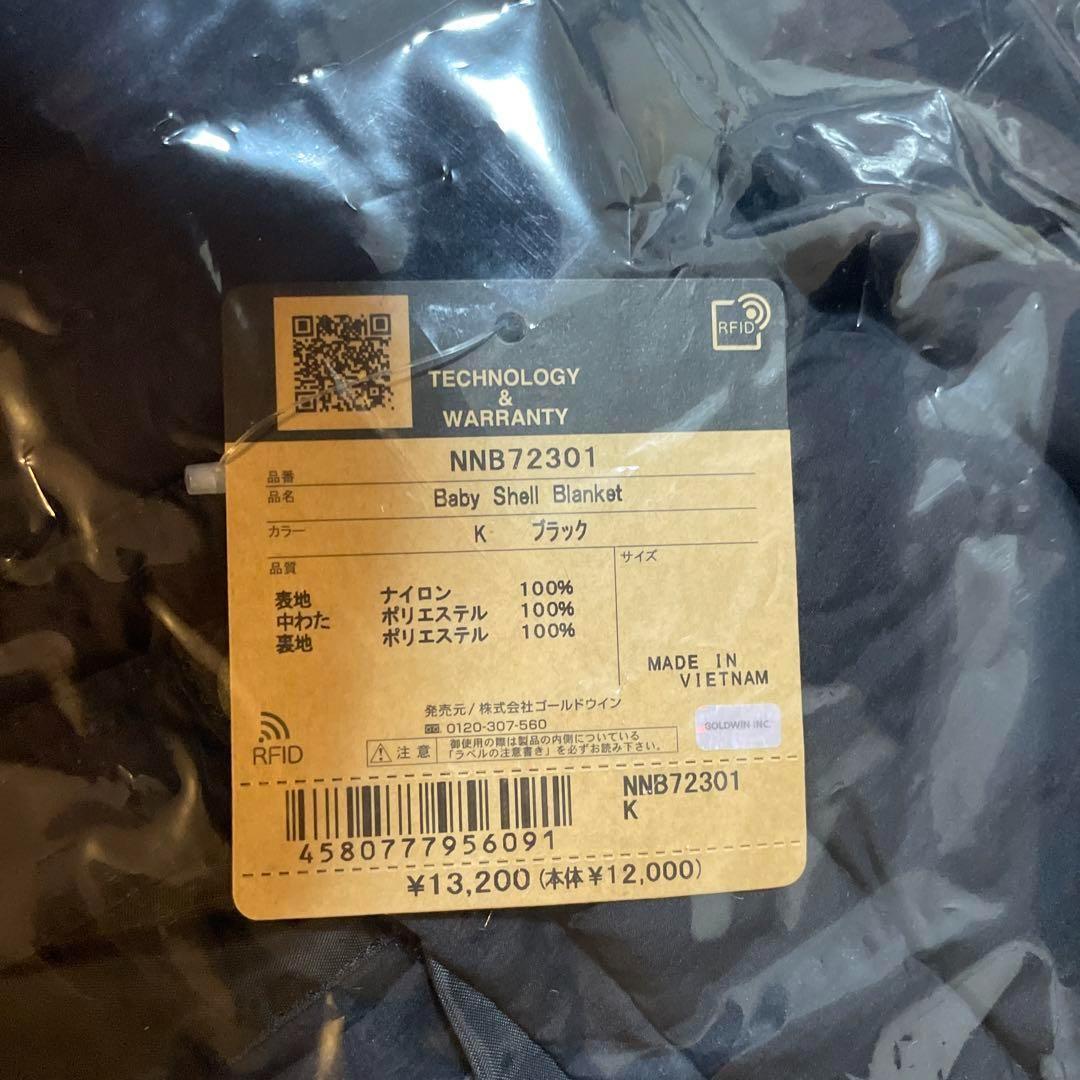 RFID
TECHNOLOGY
&
WARRANTY
品番 NNB72301
品名 Baby Shell Blanket
カラー K ブラック
品質
サイズ
表地 ナイロン 100%
中わた ポリエステル 100%
裏地 ポリエステル 100%
MADE IN
VIETNAM
発売元/株式会社ゴールドウイン
0120-307-560
GOLDWIN INC.
RFID
注意 御使用の際は製品の内側についている
「ラベルの注意書き」を必ずお読み下さい。
NNB72301
K
4580777956091
¥13,200 (本体¥12,000)